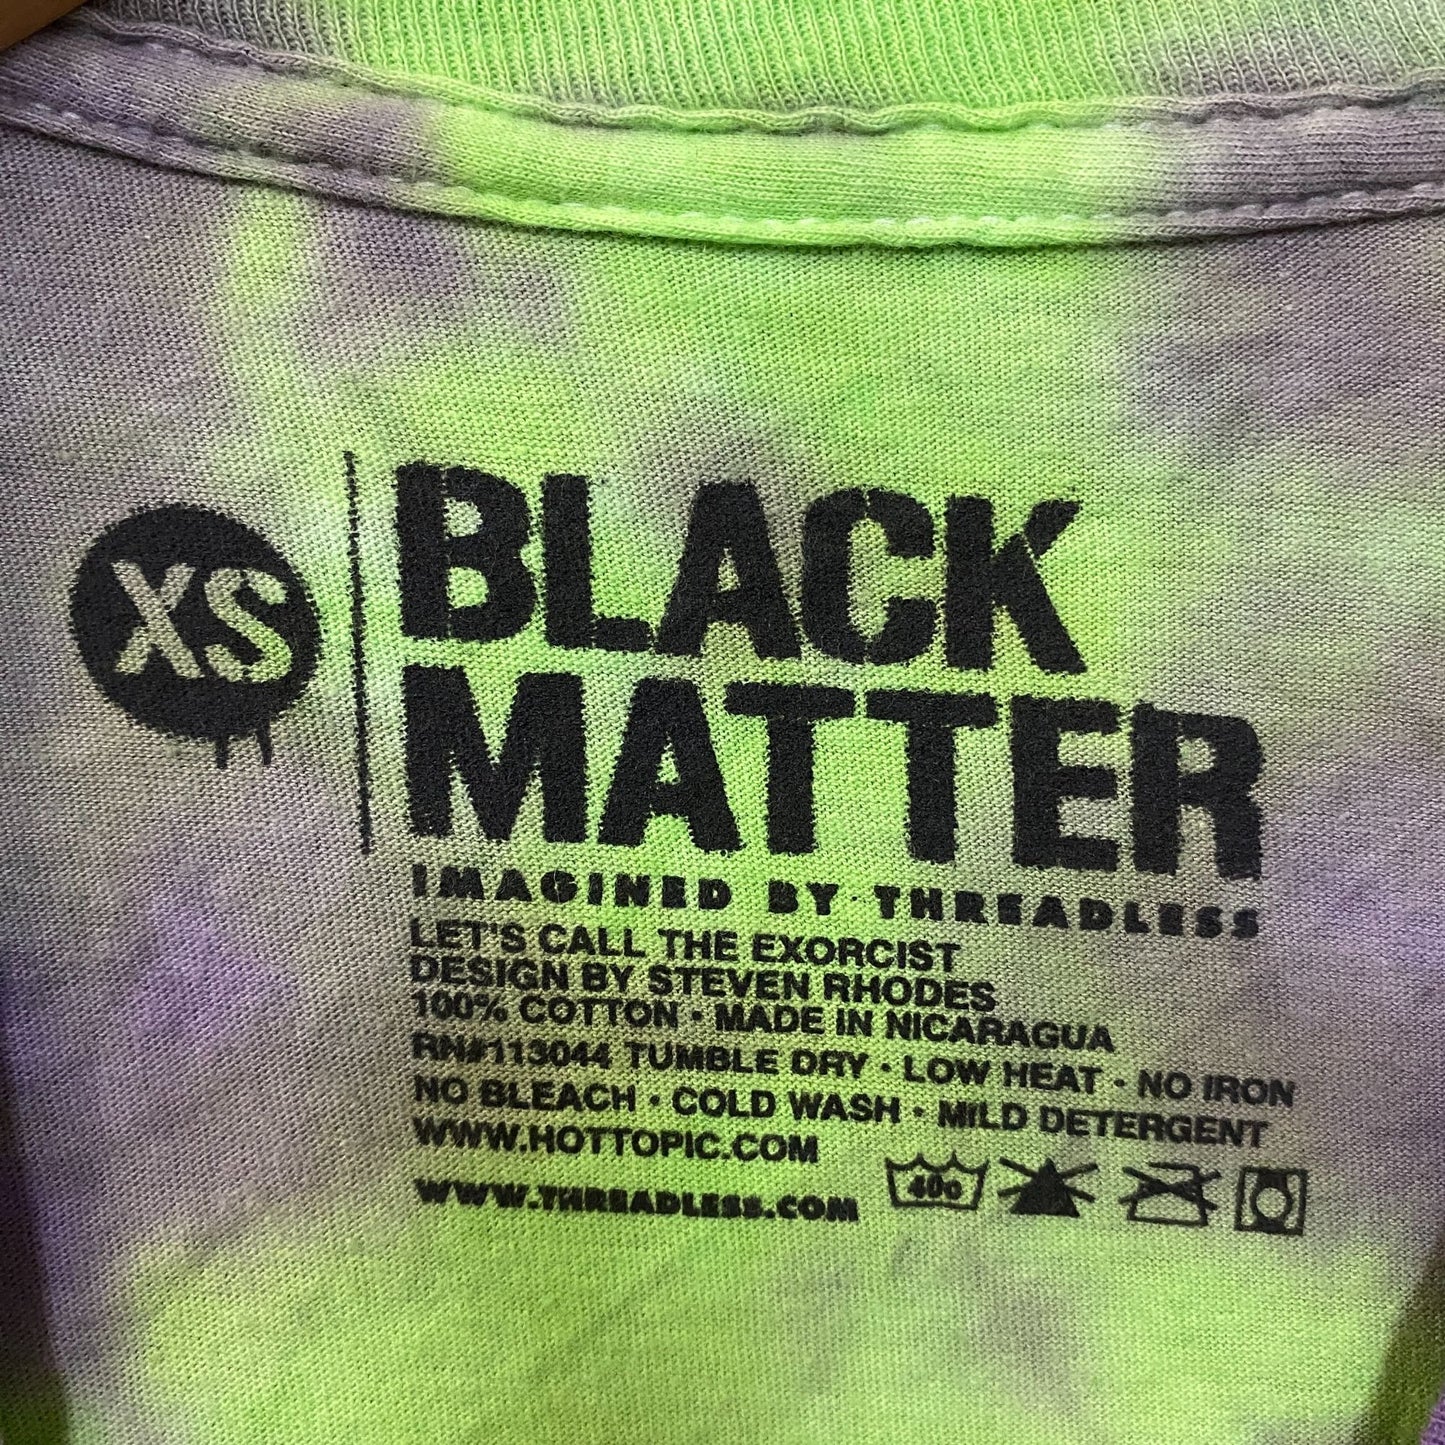 XS
BLACK
MATTER
IMAGINED BY THREADLESS
LET'S CALL THE EXORCIST
DESIGN BY STEVEN RHODES
100% COTTON • MADE IN NICARAGUA
RN#113044 TUMBLE DRY • LOW HEAT • NO IRON
NO BLEACH • COLD WASH • MILD DETERGENT
WWW.HOTTOPIC.COM
WWW.THREADLESS.COM
40o